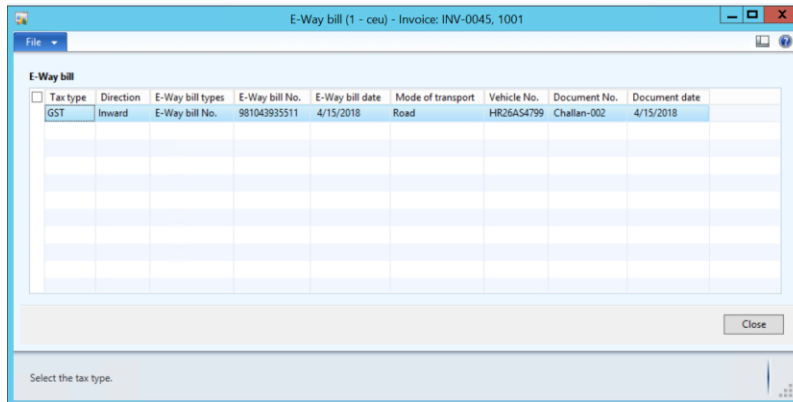 E-Way bill (1 - ceu) - Invoice: INV-0045, 1001
File
E-Way bill
Tax type Direction E-Way bill types E-Way bill No. E-Way bill date Mode of transport Vehicle No. Document No. Document date
GST Inward E-Way bill No. 981043935511 4/15/2018 Road HR26AS4799 Challan-002 4/15/2018
Close
Select the tax type.